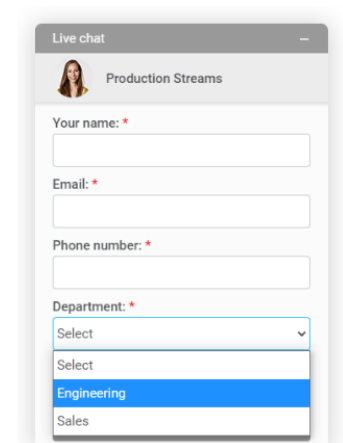 Live chat
Production Streams
Your name: *
Email: *
Phone number: *
Department: *
Select
Select
Engineering
Sales